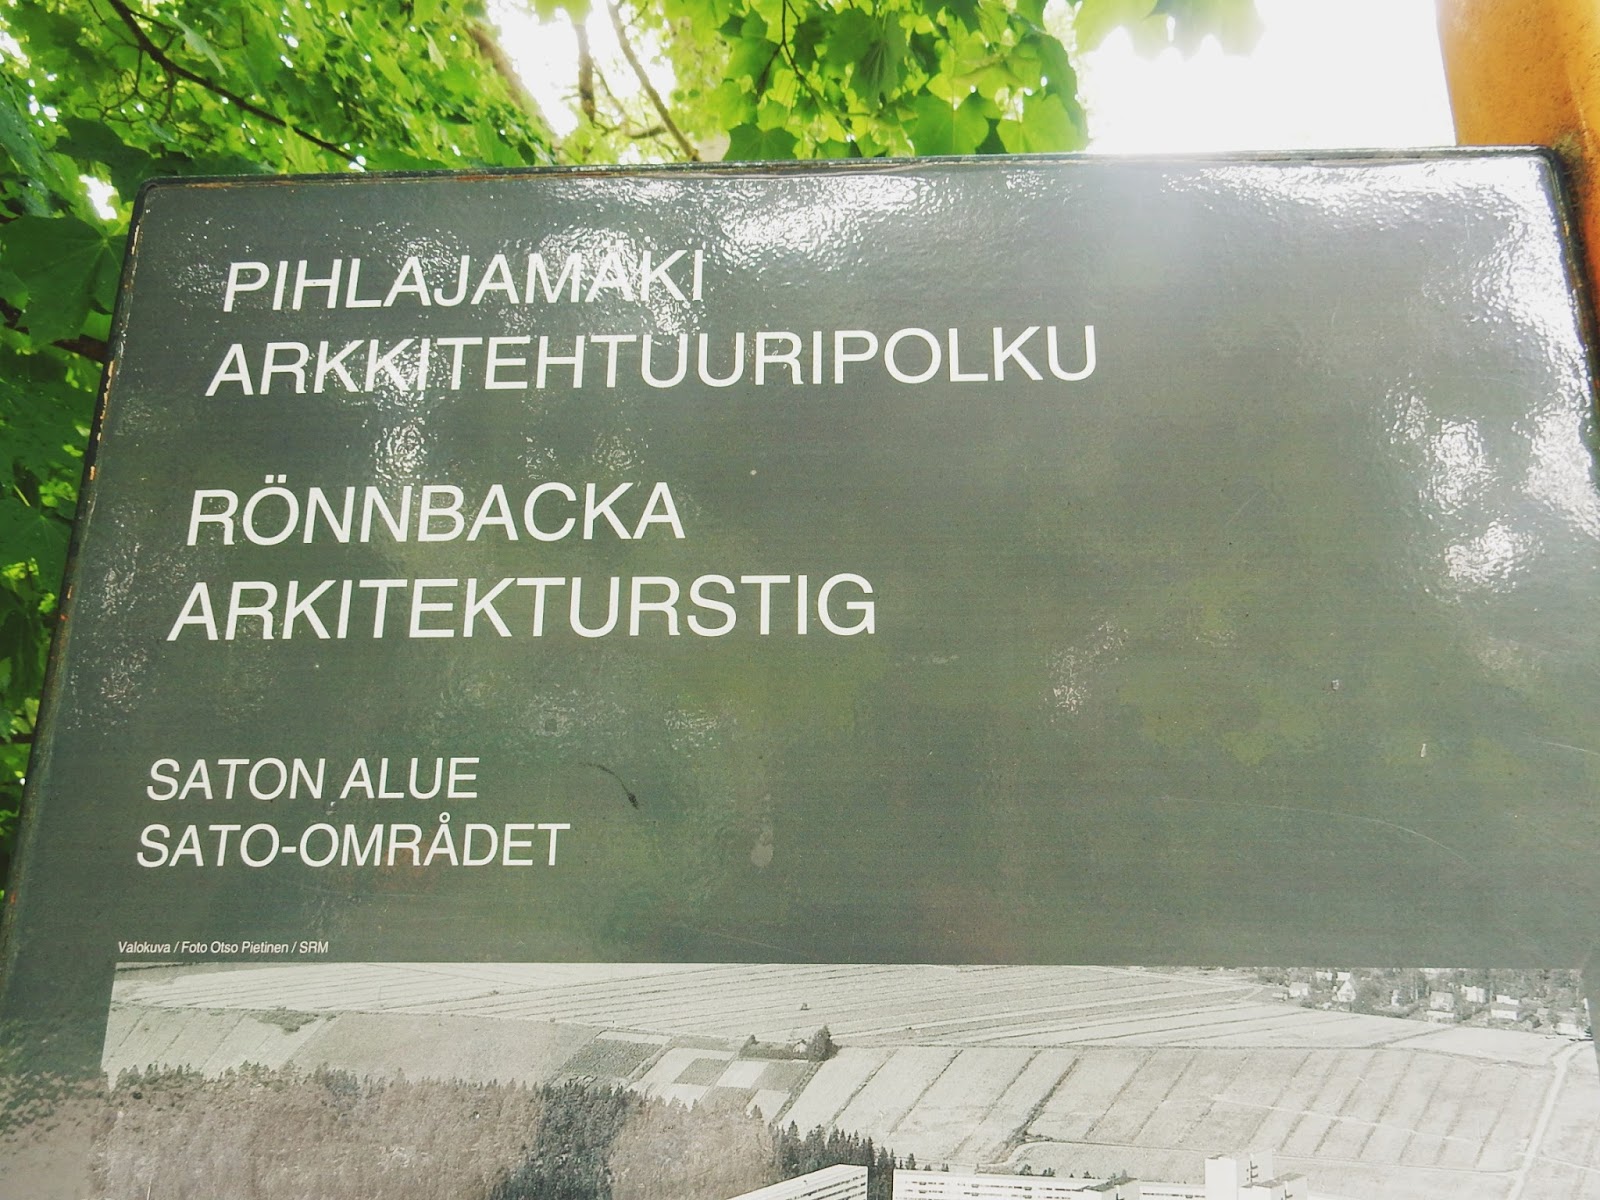 PIHLAJAMÄKI
ARKKITEHTUURIPOLKU
RÖNNBACKA
ARKITEKTURSTIG
SATON ALUE
SATO-OMRÅDET
Valokuva / Foto Otso Pietinen / SRM